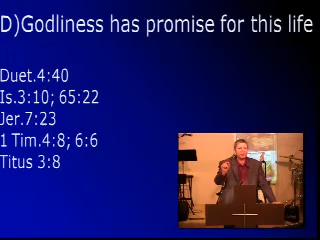 D)Godliness has promise for this life
Duet.4:40
Is.3:10; 65:22
Jer.7:23
1 Tim.4:8; 6:6
Titus 3:8